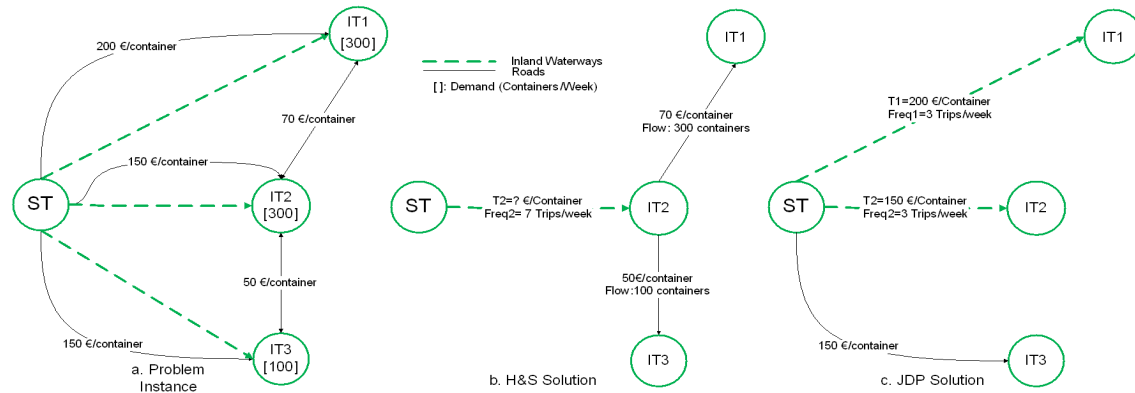 IT1
[300]
200 €/container
70 €/container
150 €/container
ST
IT2
[300]
50 €/container
150 €/container
IT3
[100]
a. Problem
Instance
Inland Waterways
Roads
[ ]: Demand (Containers/Week)
IT1
70 €/container
Flow: 300 containers
ST
T2=? €/Container
Freq2= 7 Trips/week
IT2
50€/container
Flow:100 containers
IT3
b. H&S Solution
IT1
T1=200 €/Container
Freq1=3 Trips/week
ST
T2=150 €/Container
Freq2=3 Trips/week
IT2
150 €/container
IT3
c. JDP Solution